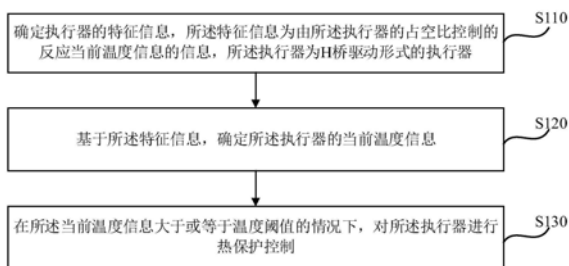 S110
确定执行器的特征信息，所述特征信息为由所述执行器的占空比控制的
反应当前温度信息的信息，所述执行器为H桥驱动形式的执行器
S120
基于所述特征信息，确定所述执行器的当前温度信息
S130
在所述当前温度信息大于或等于温度阈值的情况下，对所述执行器进行
热保护控制